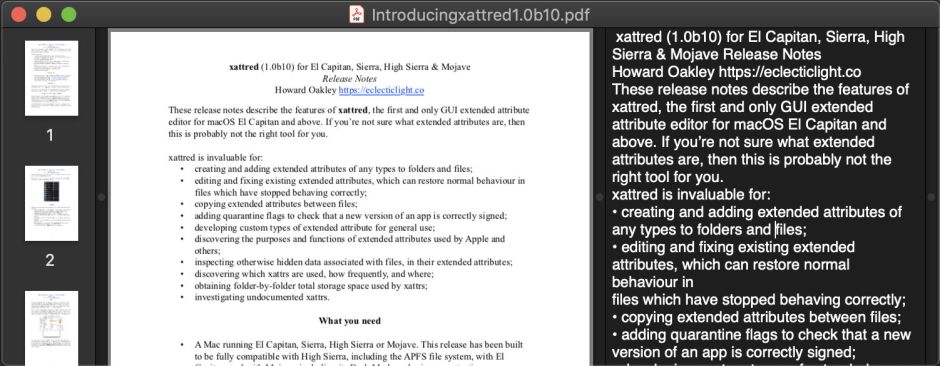 Introducingxattred1.0b10.pdf
1
2
xattred (1.0b10) for El Capitan, Sierra, High Sierra & Mojave
Release Notes
Howard Oakley https://eclecticlight.co
These release notes describe the features of xattred, the first and only GUI extended attribute
editor for macOS El Capitan and above. If you're not sure what extended attributes are, then
this is probably not the right tool for you.
xattred is invaluable for:
• creating and adding extended attributes of any types to folders and files;
• editing and fixing existing extended attributes, which can restore normal behaviour in
files which have stopped behaving correctly;
• copying extended attributes between files;
• adding quarantine flags to check that a new version of an app is correctly signed;
• developing custom types of extended attribute for general use;
• discovering the purposes and functions of extended attributes used by Apple and
others;
• inspecting otherwise hidden data associated with files, in their extended attributes;
• discovering which xattrs are used, how frequently, and where;
• obtaining folder-by-folder total storage space used by xattrs;
• investigating undocumented xattrs.
What you need
• A Mac running El Capitan, Sierra, High Sierra or Mojave. This release has been built
to be fully compatible with High Sierra, including the APFS file system, with El
xattred (1.0b10) for El Capitan, Sierra, High
Sierra & Mojave Release Notes
Howard Oakley https://eclecticlight.co
These release notes describe the features of
xattred, the first and only GUI extended
attribute editor for macOS El Capitan and
above. If you're not sure what extended
attributes are, then this is probably not the
right tool for you.
xattred is invaluable for:
• creating and adding extended attributes of
any types to folders and files;
• editing and fixing existing extended
attributes, which can restore normal
behaviour in
files which have stopped behaving correctly;
• copying extended attributes between files;
• adding quarantine flags to check that a new
version of an app is correctly signed;